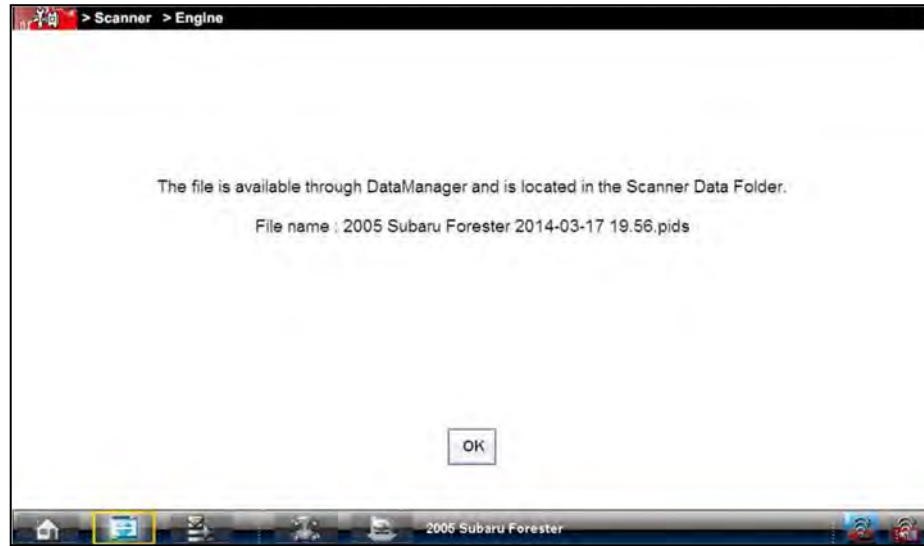 > Scanner > Engine
The file is available through DataManager and is located in the Scanner Data Folder.
File name : 2005 Subaru Forester 2014-03-17 19.56.pids
OK
2005 Subaru Forester